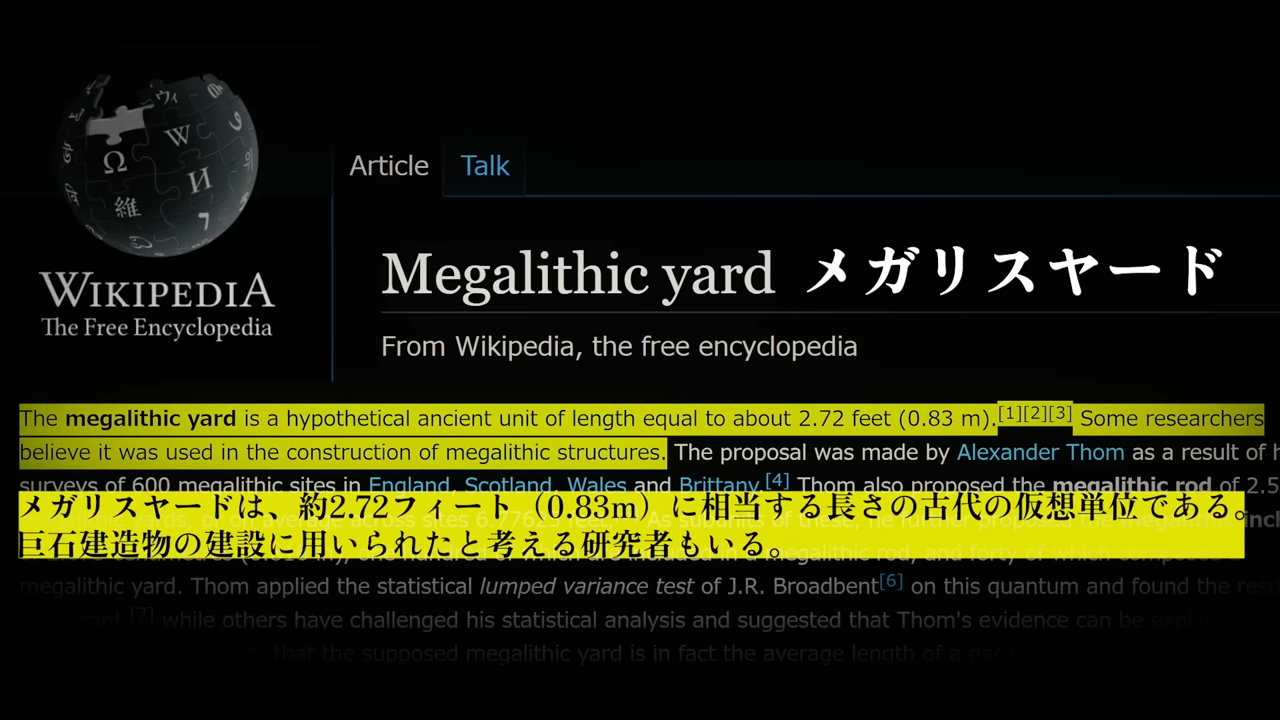 WIKIPEDIA
The Free Encyclopedia
Article Talk
Megalithic yard メガリスヤード
From Wikipedia, the free encyclopedia
The megalithic yard is a hypothetical ancient unit of length equal to about 2.72 feet (0.83 m).[1][2][3] Some researchers
believe it was used in the construction of megalithic structures. The proposal was made by Alexander Thom as a result of h
surveys of 600 megalithic sites in England, Scotland, Wales and Brittany.[4] Thom also proposed the megalithic rod of 2.5
メガリスヤードは、約2.72フィート（0.83m）に相当する長さの古代の仮想単位である。
巨石建造物の建設に用いられたと考える研究者もいる。
megalithic yard. Thom applied the statistical lumped variance test of J.R. Broadbent[6] on this quantum and found the resu
[7] while others have challenged his statistical analysis and suggested that Thom's evidence can be
that the supposed megalithic yard is in fact the average length of a